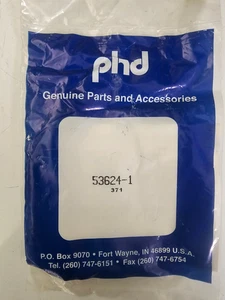 phd
Genuine Parts and Accessories
53624-1
371
P.O. Box 9070 • Fort Wayne, IN 46899 U.S.A.
Tel. (260) 747-6151 • Fax (260) 747-6754